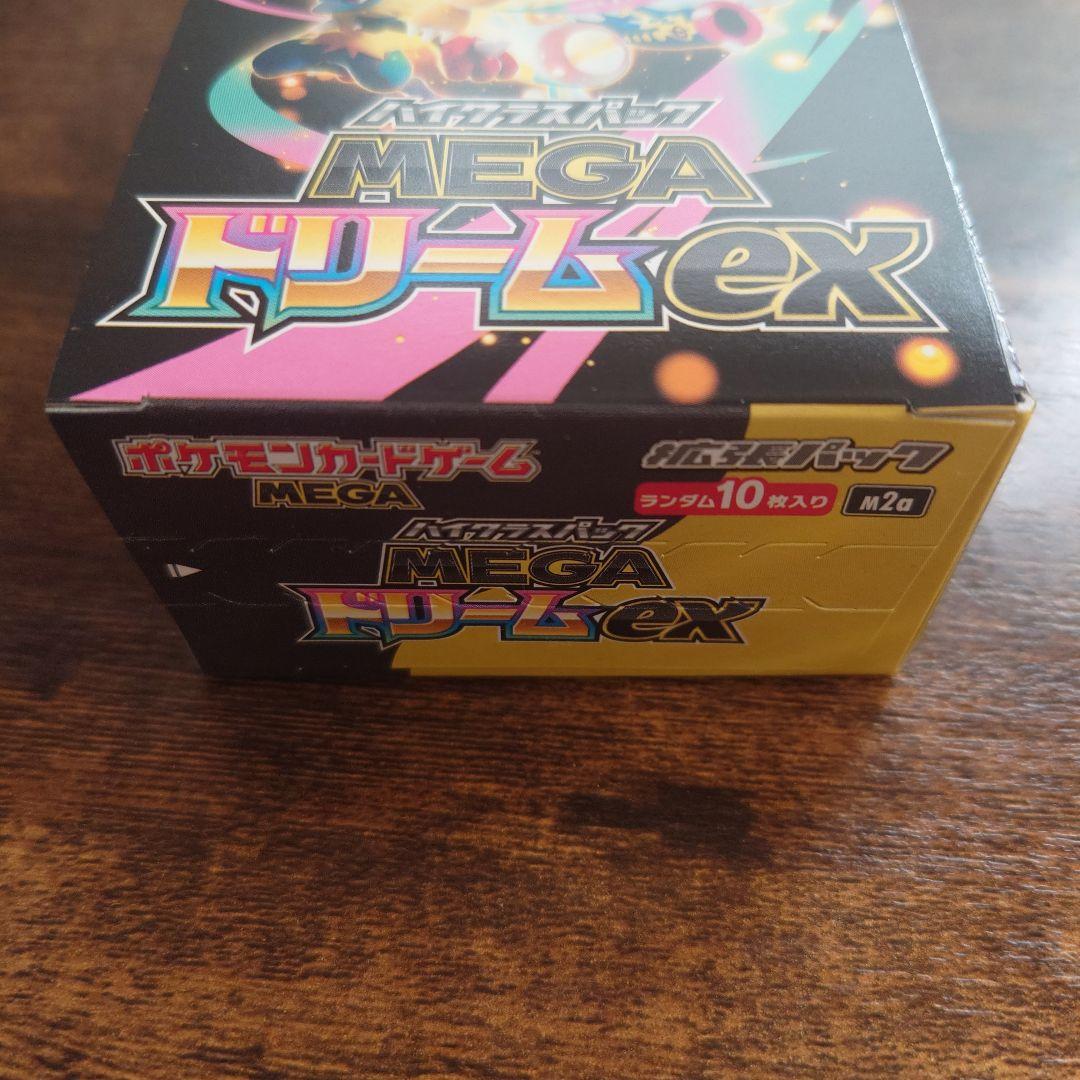 ハイクラスパック
MEGA
ドリームex
ポケモンカードゲーム
MEGA
拡張パック
ランダム10枚入り
M2a
ハイクラスパック
MEGA
ドリームex